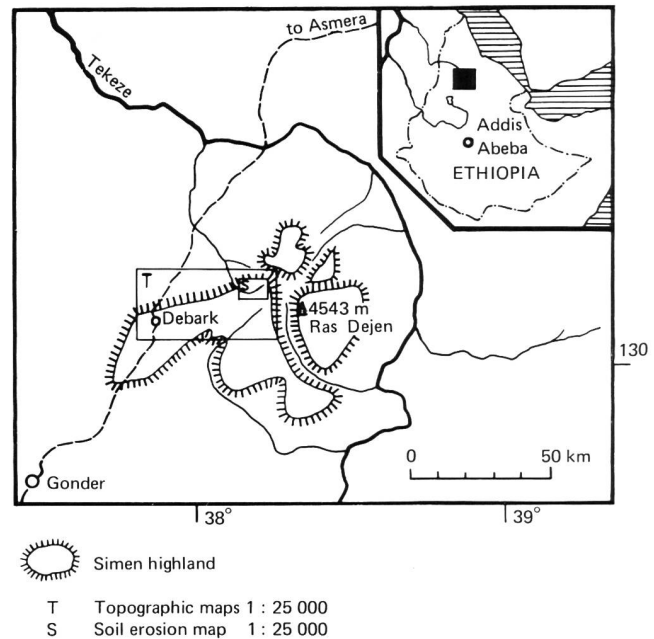 to Asmera
Tekeze
Addis
Abeba
ETHIOPIA
T
S
4543 m
Debark
Ras Dejen
130
0 50 km
Gonder
38°
39°
Simen highland
T Topographic maps 1 : 25 000
S Soil erosion map 1 : 25 000